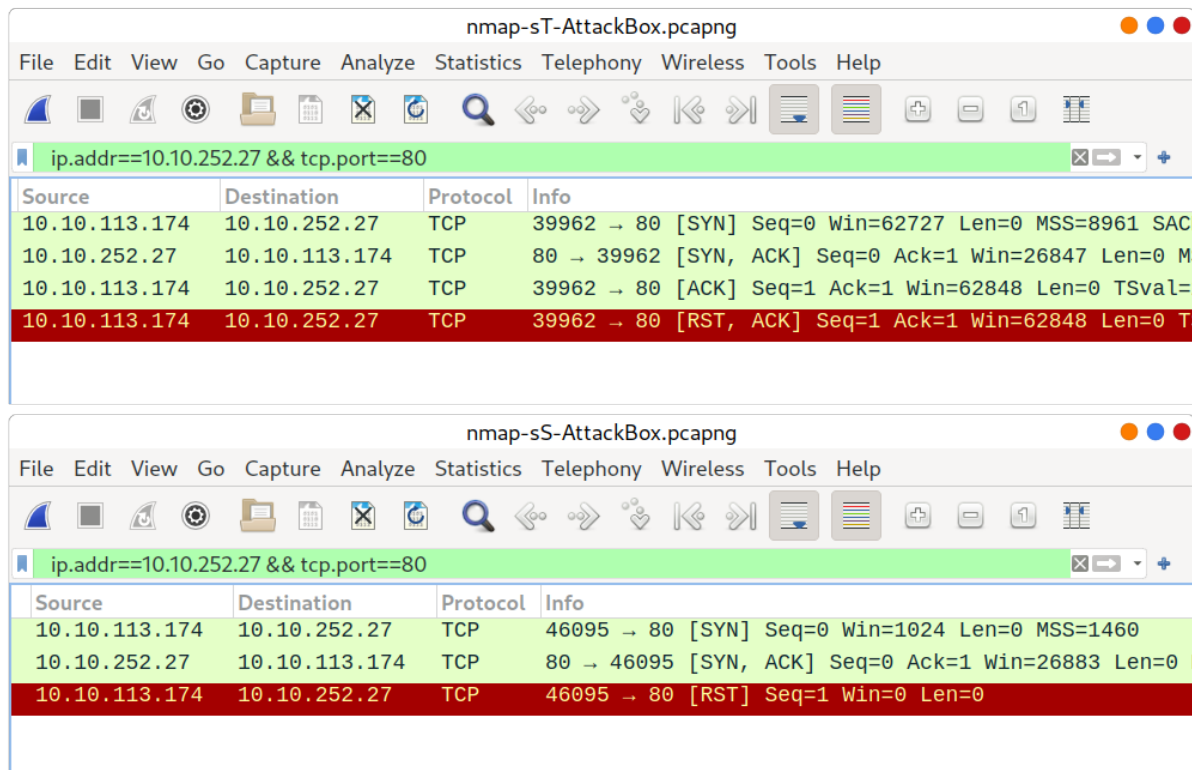 nmap-sT-AttackBox.pcapng
File Edit View Go Capture Analyze Statistics Telephony Wireless Tools Help
ip.addr==10.10.252.27 && tcp.port==80
Source Destination Protocol Info
10.10.113.174 10.10.252.27 TCP 39962 → 80 [SYN] Seq=0 Win=62727 Len=0 MSS=8961 SAC
10.10.252.27 10.10.113.174 TCP 80 → 39962 [SYN, ACK] Seq=0 Ack=1 Win=26847 Len=0 M
10.10.113.174 10.10.252.27 TCP 39962 → 80 [ACK] Seq=1 Ack=1 Win=62848 Len=0 TSval=
10.10.113.174 10.10.252.27 TCP 39962 → 80 [RST, ACK] Seq=1 Ack=1 Win=62848 Len=0 T
nmap-sS-AttackBox.pcapng
File Edit View Go Capture Analyze Statistics Telephony Wireless Tools Help
ip.addr==10.10.252.27 && tcp.port==80
Source Destination Protocol Info
10.10.113.174 10.10.252.27 TCP 46095 → 80 [SYN] Seq=0 Win=1024 Len=0 MSS=1460
10.10.252.27 10.10.113.174 TCP 80 → 46095 [SYN, ACK] Seq=0 Ack=1 Win=26883 Len=0
10.10.113.174 10.10.252.27 TCP 46095 → 80 [RST] Seq=1 Win=0 Len=0